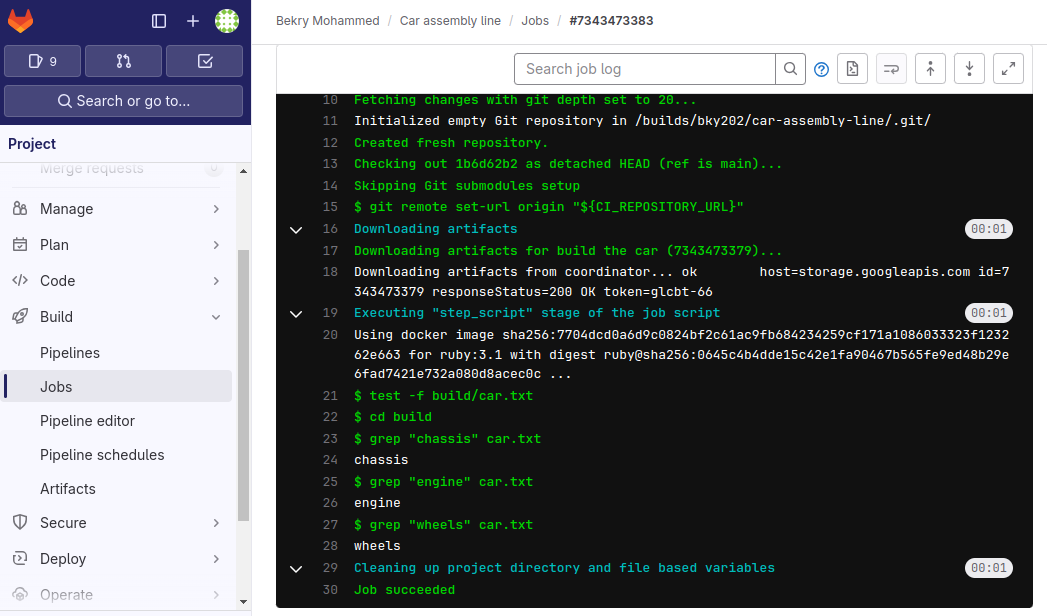 9
Search or go to...
Project
Merge requests 0
Manage
Plan
Code
Build
Pipelines
Jobs
Pipeline editor
Pipeline schedules
Artifacts
Secure
Deploy
Operate
Bekry Mohammed / Car assembly line / Jobs / #7343473383
Search job log
10 Fetching changes with git depth set to 20...
11 Initialized empty Git repository in /builds/bky202/car-assembly-line/.git/
12 Created fresh repository.
13 Checking out 1b6d62b2 as detached HEAD (ref is main)...
14 Skipping Git submodules setup
15 $ git remote set-url origin "${CI_REPOSITORY_URL}"
16 Downloading artifacts 00:01
17 Downloading artifacts for build the car (7343473379)...
18 Downloading artifacts from coordinator... ok host=storage.googleapis.com id=7
343473379 responseStatus=200 OK token=glcbt-66
19 Executing "step_script" stage of the job script 00:01
20 Using docker image sha256:7704dcd0a6d9c0824bf2c61ac9fb684234259cf171a1086033323f1232
62e663 for ruby:3.1 with digest ruby@sha256:0645c4b4dde15c42e1fa90467b565fe9ed48b29e
6fad7421e732a080d8acec0c ...
21 $ test -f build/car.txt
22 $ cd build
23 $ grep "chassis" car.txt
24 chassis
25 $ grep "engine" car.txt
26 engine
27 $ grep "wheels" car.txt
28 wheels
29 Cleaning up project directory and file based variables 00:01
30 Job succeeded